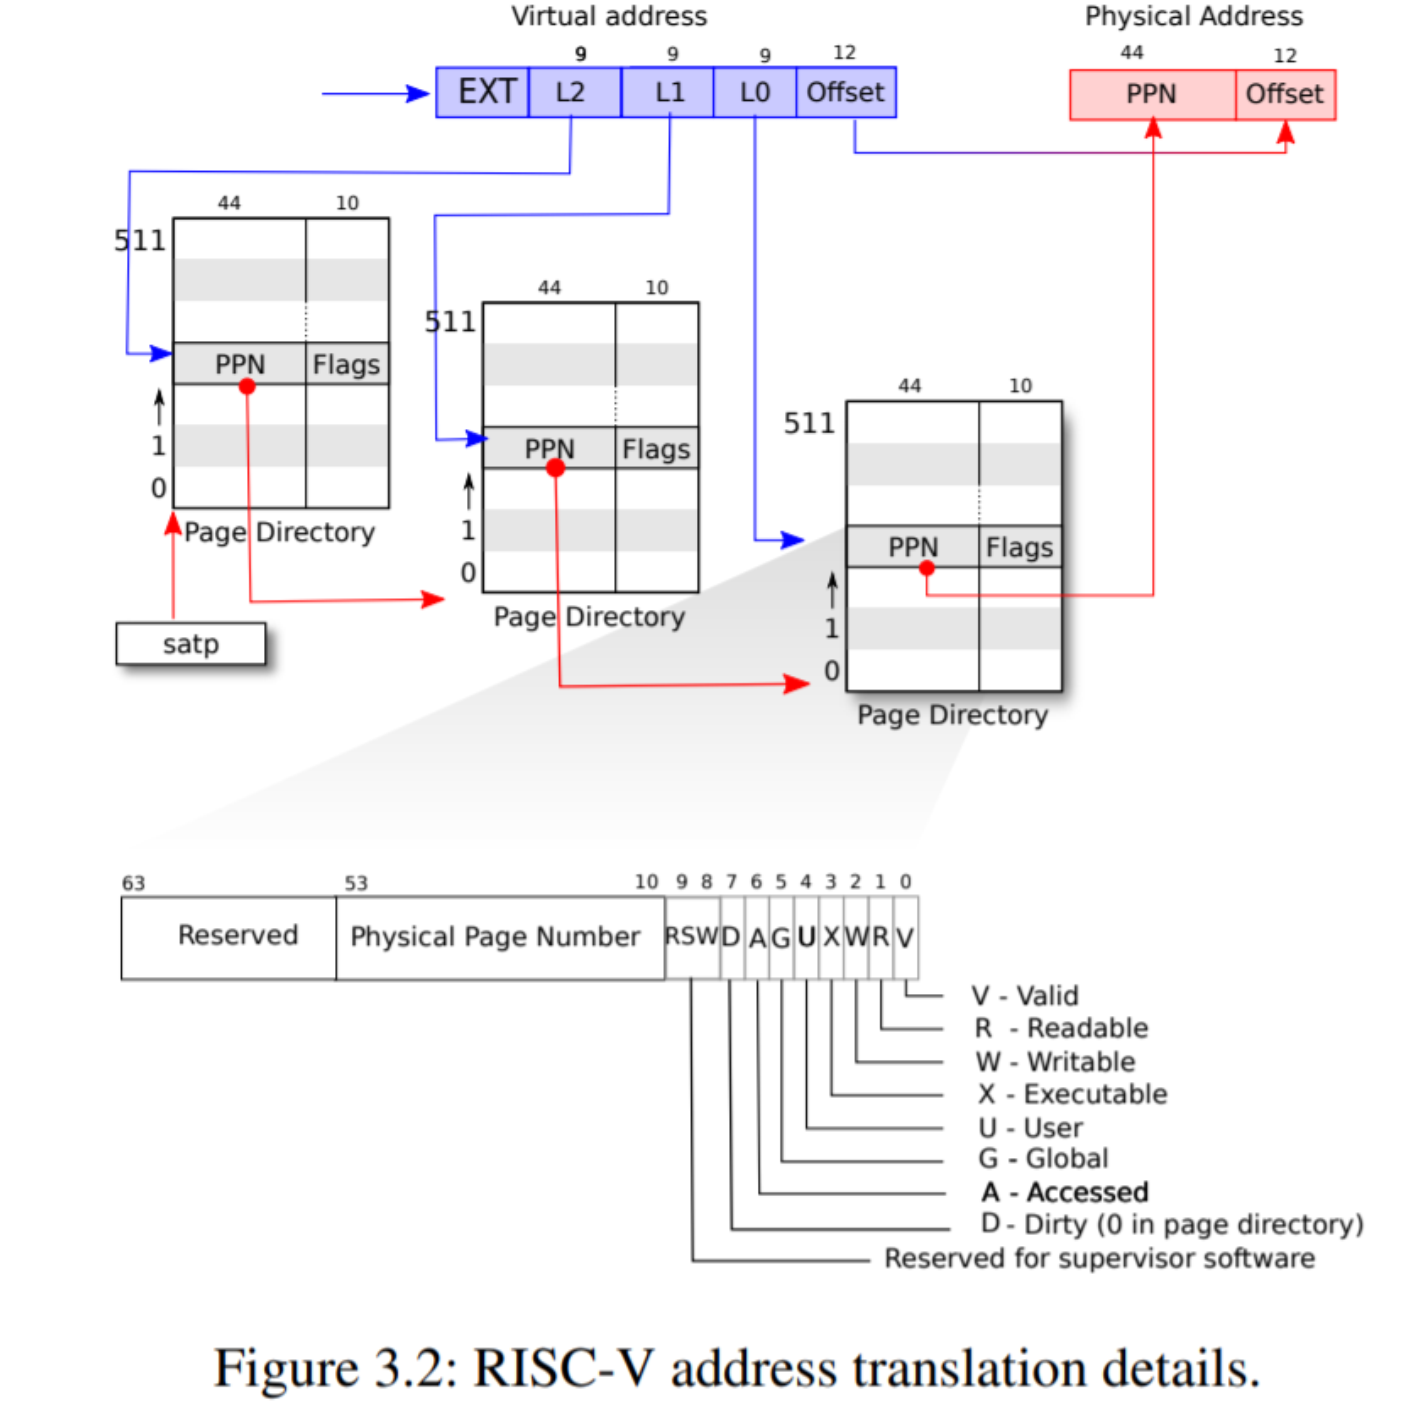 Virtual address
Physical Address
9 9 9 12
44 12
EXT L2 L1 L0 Offset
PPN Offset
44 10
511
PPN Flags
1
0
Page Directory
satp
44 10
511
PPN Flags
1
0
Page Directory
44 10
511
PPN Flags
1
0
Page Directory
63 53 10 9 8 7 6 5 4 3 2 1 0
Reserved Physical Page Number RSW D A G U X W R V
V - Valid
R - Readable
W - Writable
X - Executable
U - User
G - Global
A - Accessed
D - Dirty (0 in page directory)
Reserved for supervisor software
Figure 3.2: RISC-V address translation details.